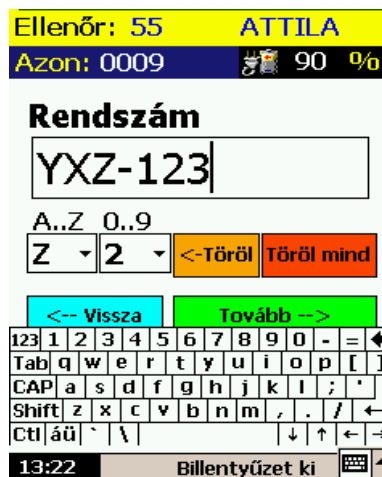 Ellenőr: 55 ATTILA
Azon: 0009 90 %
Rendszám
YXZ-123
A..Z 0..9
Z 2 <-Töröl Töröl mind
<-- Vissza Tovább -->
123 1 2 3 4 5 6 7 8 9 0 - =
Tab q w e r t y u i o p [ ]
CAP a s d f g h j k l ; '
Shift z x c v b n m , . / ←
Ctl áü ` \ ↓ ↑ ← →
13:22 Billentyűzet ki